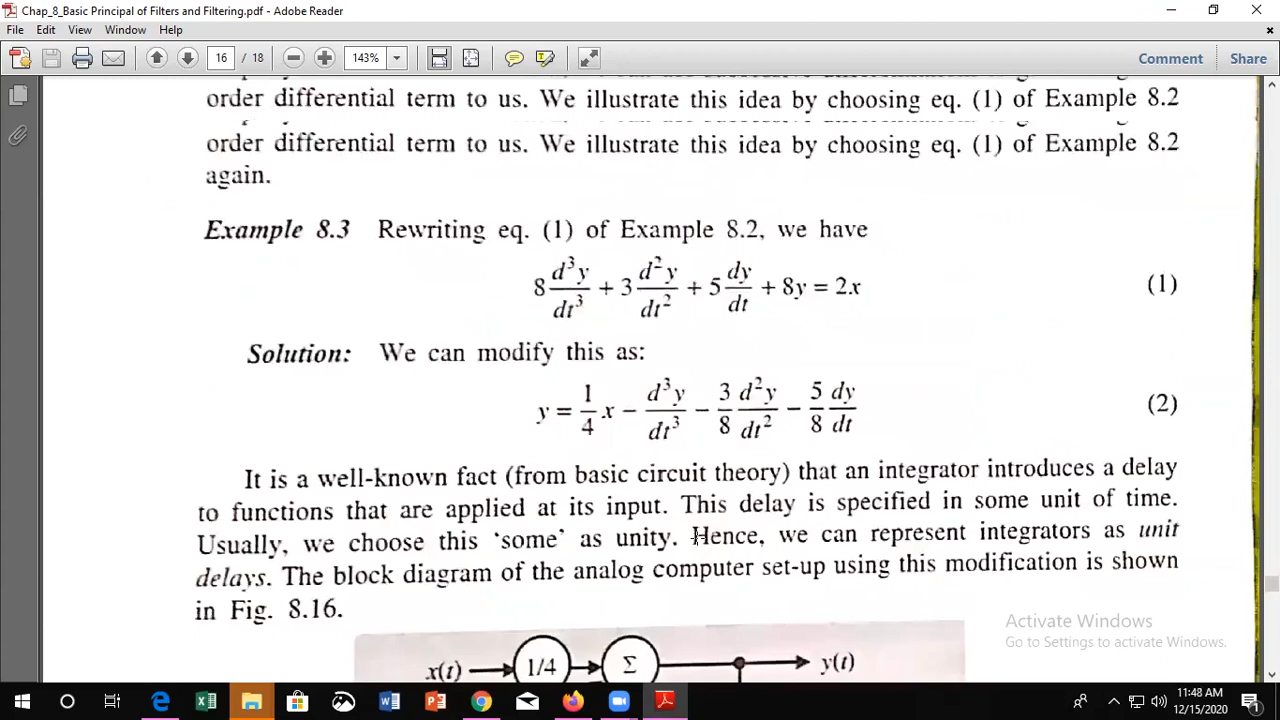 Chap_8_Basic Principal of Filters and Filtering.pdf - Adobe Reader
File Edit View Window Help
16 / 18 143% Comment Share
order differential term to us. We illustrate this idea by choosing eq. (1) of Example 8.2
order differential term to us. We illustrate this idea by choosing eq. (1) of Example 8.2
again.
Example 8.3 Rewriting eq. (1) of Example 8.2, we have
8 d³y/dt³ + 3 d²y/dt² + 5 dy/dt + 8y = 2x (1)
Solution: We can modify this as:
y = 1/4 x − d³y/dt³ − 3/8 d²y/dt² − 5/8 dy/dt (2)
It is a well-known fact (from basic circuit theory) that an integrator introduces a delay
to functions that are applied at its input. This delay is specified in some unit of time.
Usually, we choose this ‘some’ as unity. Hence, we can represent integrators as unit
delays. The block diagram of the analog computer set-up using this modification is shown
in Fig. 8.16.
x(t) 1/4 Σ y(t)
Activate Windows
Go to Settings to activate Windows.
11:48 AM
12/15/2020